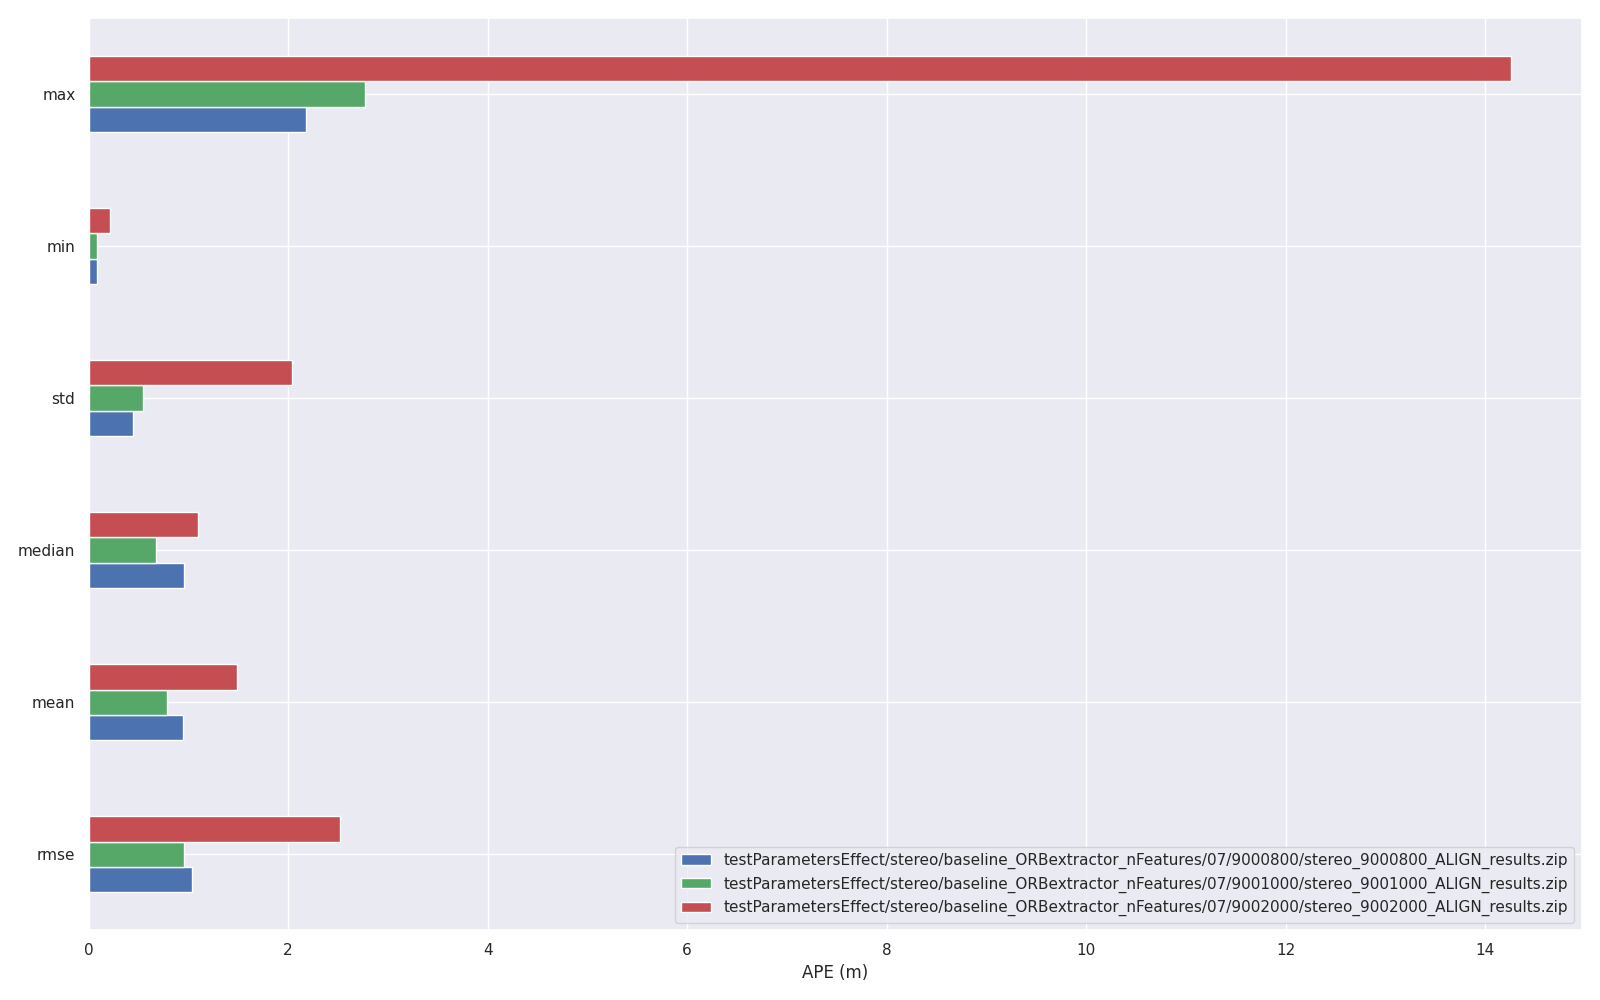 max
min
std
median
mean
rmse
testParametersEffect/stereo/baseline_ORBextractor_nFeatures/07/9000800/stereo_9000800_ALIGN_results.zip
testParametersEffect/stereo/baseline_ORBextractor_nFeatures/07/9001000/stereo_9001000_ALIGN_results.zip
testParametersEffect/stereo/baseline_ORBextractor_nFeatures/07/9002000/stereo_9002000_ALIGN_results.zip
0 2 4 6 8 10 12 14
APE (m)